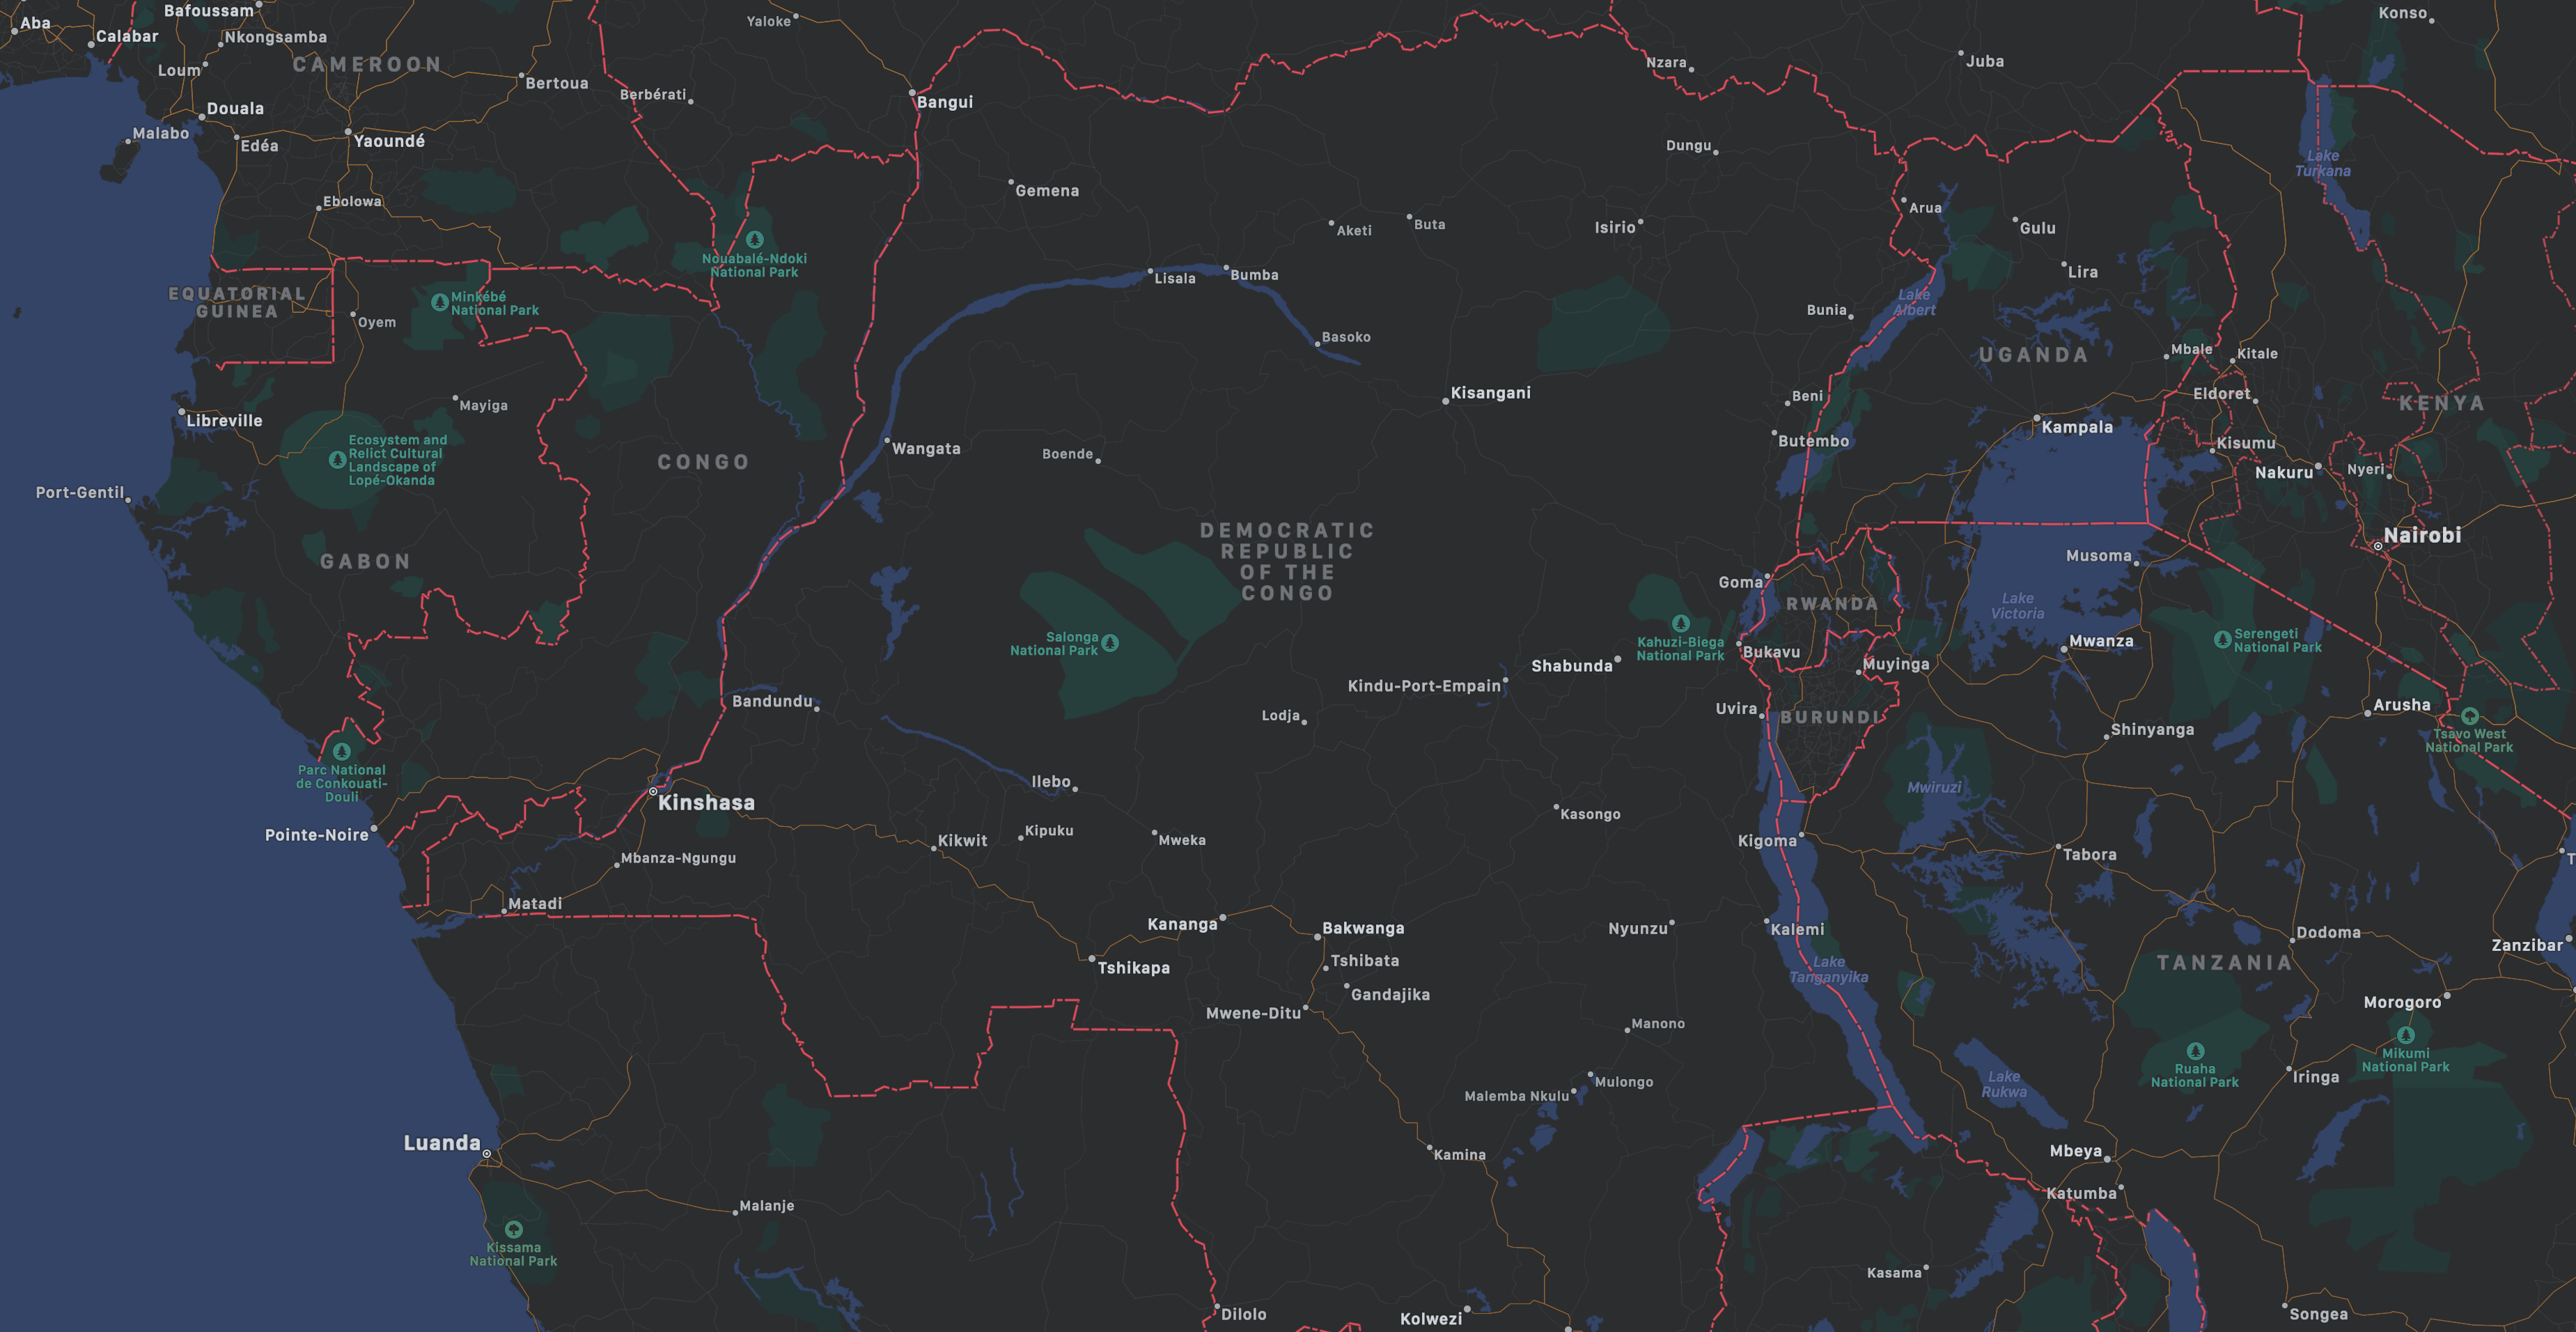 Aba
Calabar
Bafoussam
Nkongsamba
Loum
CAMEROON
Bertoua
Yaloke
Berbérati
Bangui
Nzara
Juba
Konso
Douala
Malabo
Edéa
Yaoundé
Dungu
Lake
Turkana
Gemena
Ebolowa
Aketi
Buta
Isirio
Arua
Gulu
Nouabalé-Ndoki
National Park
Lisala
Bumba
Lira
EQUATORIAL
GUINEA
Minkébé
National Park
Oyem
Bunia
Lake
Albert
Basoko
UGANDA
Mbale
Kitale
Kisangani
Beni
Eldoret
KENYA
Mayiga
Libreville
Kampala
Ecosystem and
Relict Cultural
Landscape of
Lopé-Okanda
CONGO
Wangata
Boende
Butembo
Kisumu
Nakuru
Nyeri
Port-Gentil
DEMOCRATIC
REPUBLIC
OF THE
CONGO
Nairobi
Musoma
GABON
Goma
RWANDA
Lake
Victoria
Salonga
National Park
Kahuzi-Biega
National Park
Bukavu
Mwanza
Serengeti
National Park
Shabunda
Muyinga
Kindu-Port-Empain
Bandundu
Lodja
Uvira
BURUNDI
Arusha
Shinyanga
Tsavo West
National Park
Parc National
de Conkouati-
Douli
Ilebo
Mwiruzi
Kinshasa
Pointe-Noire
Kikwit
Kipuku
Mweka
Kasongo
Kigoma
Tabora
T
Mbanza-Ngungu
Matadi
Kananga
Bakwanga
Nyunzu
Kalemi
Dodoma
Zanzibar
Tshikapa
Tshibata
Lake
Tanganyika
TANZANIA
Gandajika
Mwene-Ditu
Morogoro
Manono
Mikumi
National Park
Ruaha
National Park
Iringa
Mulongo
Malemba Nkulu
Lake
Rukwa
Luanda
Kamina
Mbeya
Katumba
Malanje
Kissama
National Park
Kasama
Dilolo
Kolwezi
Songea